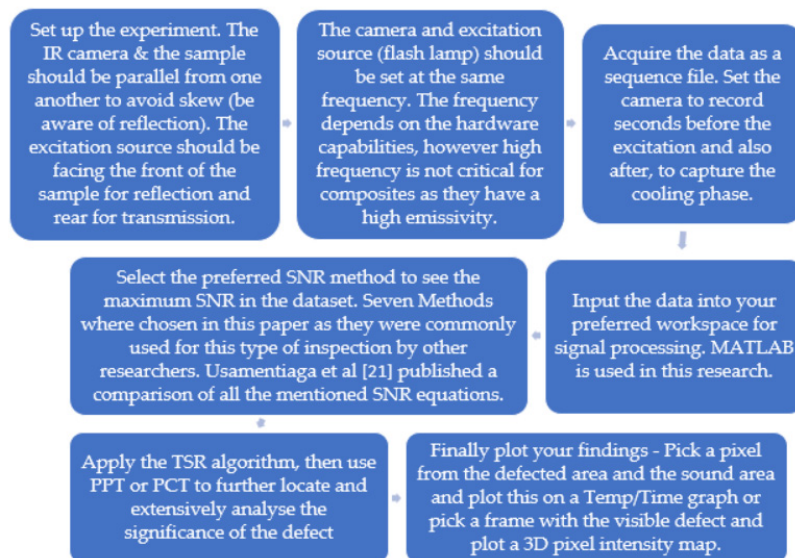 Set up the experiment. The
IR camera & the sample
should be parallel from one
another to avoid skew (be
aware of reflection). The
excitation source should be
facing the front of the
sample for reflection and
rear for transmission.
The camera and excitation
source (flash lamp) should
be set at the same
frequency. The frequency
depends on the hardware
capabilities, however high
frequency is not critical for
composites as they have a
high emissivity.
Acquire the data as a
sequence file. Set the
camera to record
seconds before the
excitation and also
after, to capture the
cooling phase.
Input the data into your
preferred workspace for
signal processing. MATLAB
is used in this research.
Select the preferred SNR method to see the
maximum SNR in the dataset. Seven Methods
where chosen in this paper as they were commonly
used for this type of inspection by other
researchers. Usamentiaga et al [21] published a
comparison of all the mentioned SNR equations.
Apply the TSR algorithm, then use
PPT or PCT to further locate and
extensively analyse the
significance of the defect
Finally plot your findings - Pick a pixel
from the defected area and the sound area
and plot this on a Temp/Time graph or
pick a frame with the visible defect and
plot a 3D pixel intensity map.